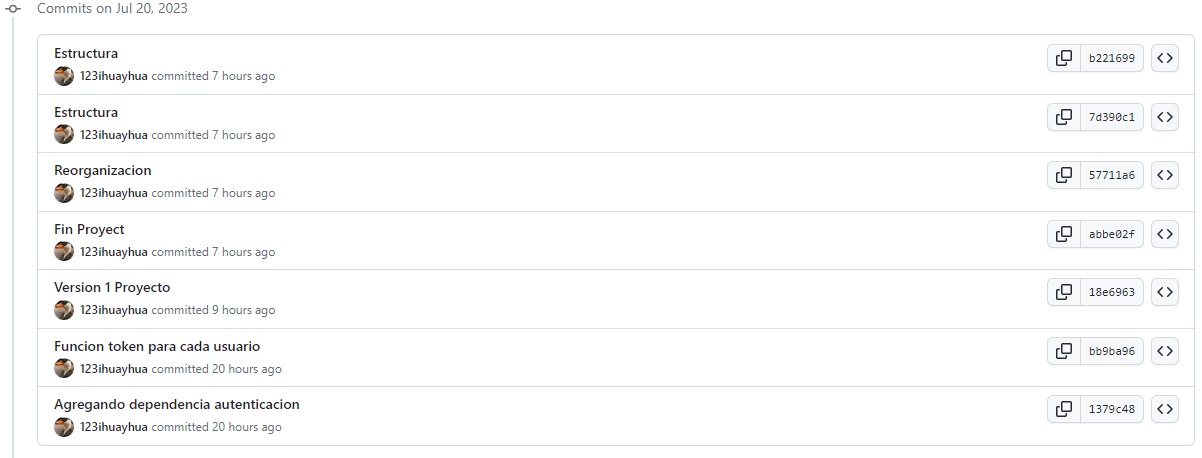 Commits on Jul 20, 2023
Estructura
b221699
123ihuayhua committed 7 hours ago
Estructura
7d390c1
123ihuayhua committed 7 hours ago
Reorganizacion
57711a6
123ihuayhua committed 7 hours ago
Fin Proyect
abbe02f
123ihuayhua committed 7 hours ago
Version 1 Proyecto
18e6963
123ihuayhua committed 9 hours ago
Funcion token para cada usuario
bb9ba96
123ihuayhua committed 20 hours ago
Agregando dependencia autenticacion
1379c48
123ihuayhua committed 20 hours ago